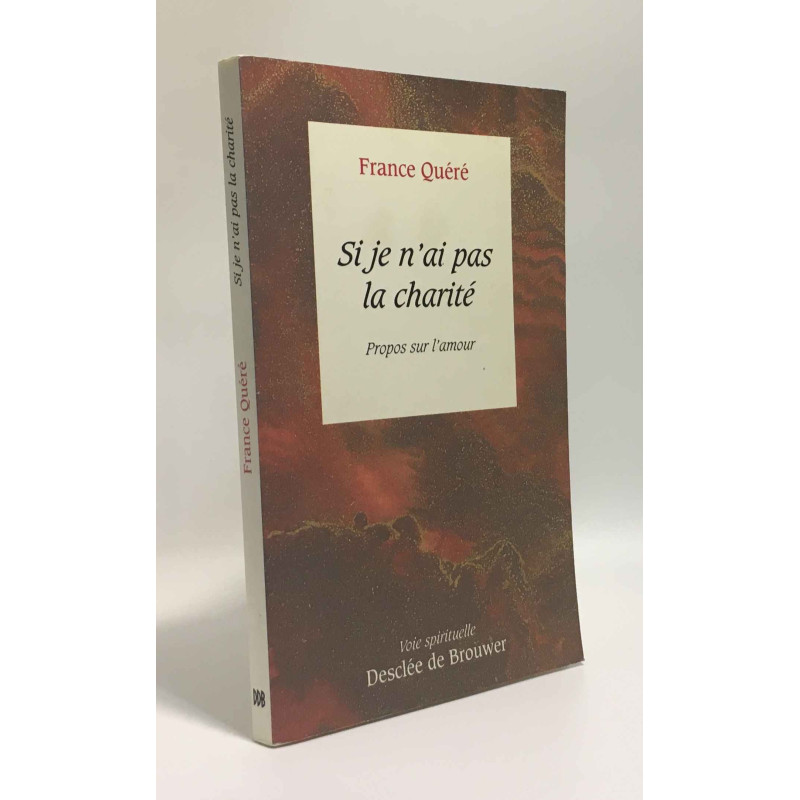 Si je n'ai pas la charité
France Quéré
DDB
France Quéré
Si je n'ai pas
la charité
Propos sur l'amour
Voie spirituelle
Desclée de Brouwer